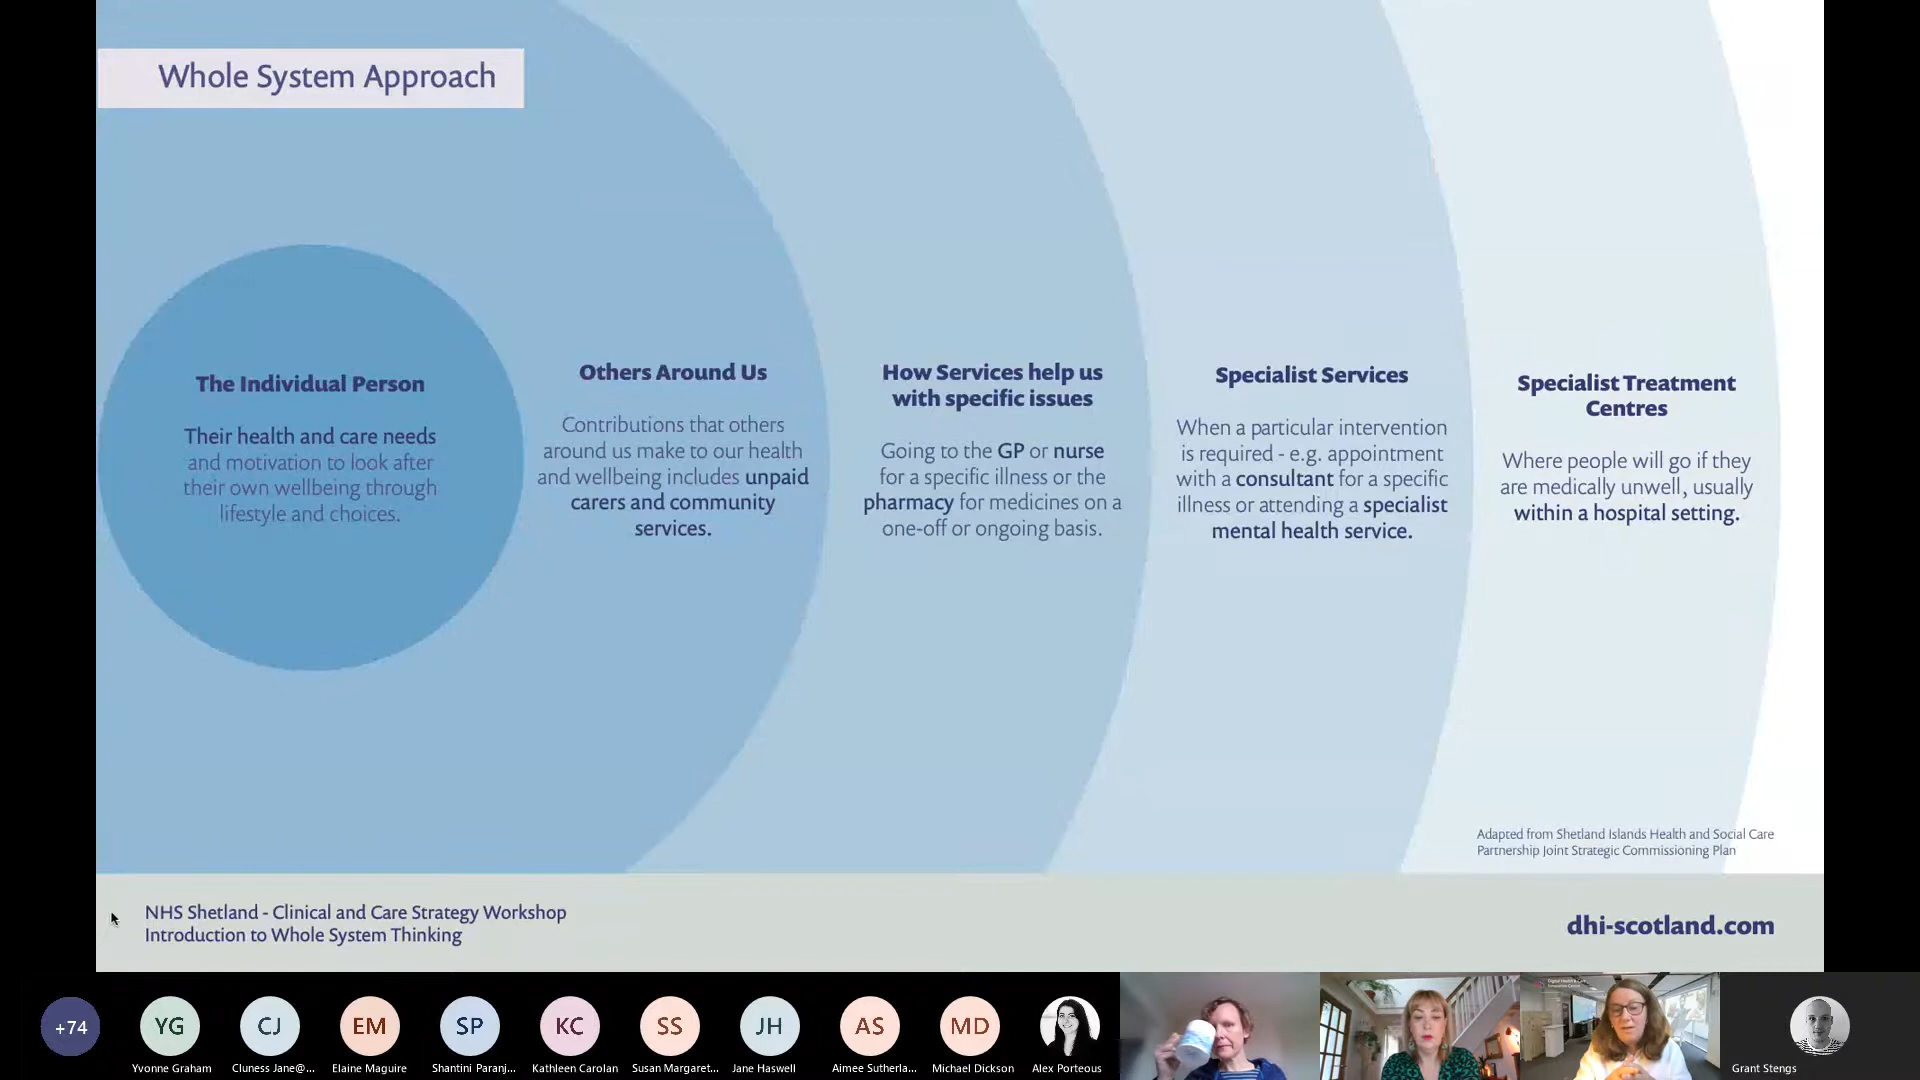 Whole System Approach
The Individual Person
Their health and care needs
and motivation to look after
their own wellbeing through
lifestyle and choices.
Others Around Us
Contributions that others
around us make to our health
and wellbeing includes unpaid
carers and community
services.
How Services help us
with specific issues
Going to the GP or nurse
for a specific illness or the
pharmacy for medicines on a
one-off or ongoing basis.
Specialist Services
When a particular intervention
is required - e.g. appointment
with a consultant for a specific
illness or attending a specialist
mental health service.
Specialist Treatment
Centres
Where people will go if they
are medically unwell, usually
within a hospital setting.
Adapted from Shetland Islands Health and Social Care
Partnership Joint Strategic Commissioning Plan
NHS Shetland - Clinical and Care Strategy Workshop
Introduction to Whole System Thinking
dhi-scotland.com
+74
YG
CJ
EM
SP
KC
SS
JH
AS
MD
Yvonne Graham
Cluness Jane@...
Elaine Maguire
Shantini Paranj...
Kathleen Carolan
Susan Margaret...
Jane Haswell
Aimee Sutherla...
Michael Dickson
Alex Porteous
Grant Stengs